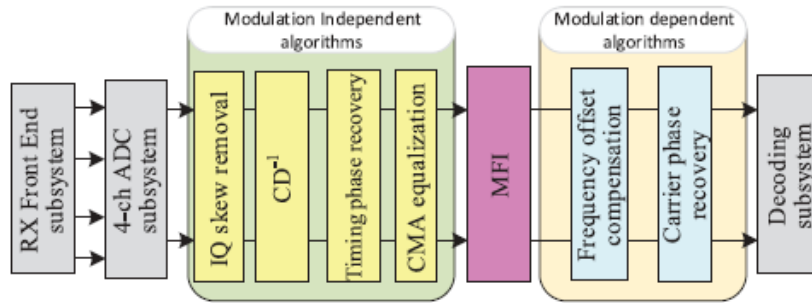 Modulation Independent
algorithms
Modulation dependent
algorithms
RX Front End
subsystem
4-ch ADC
subsystem
IQ skew removal
CD-1
Timing phase recovery
CMA equalization
MFI
Frequency offset
compensation
Carrier phase
recovery
Decoding
subsystem